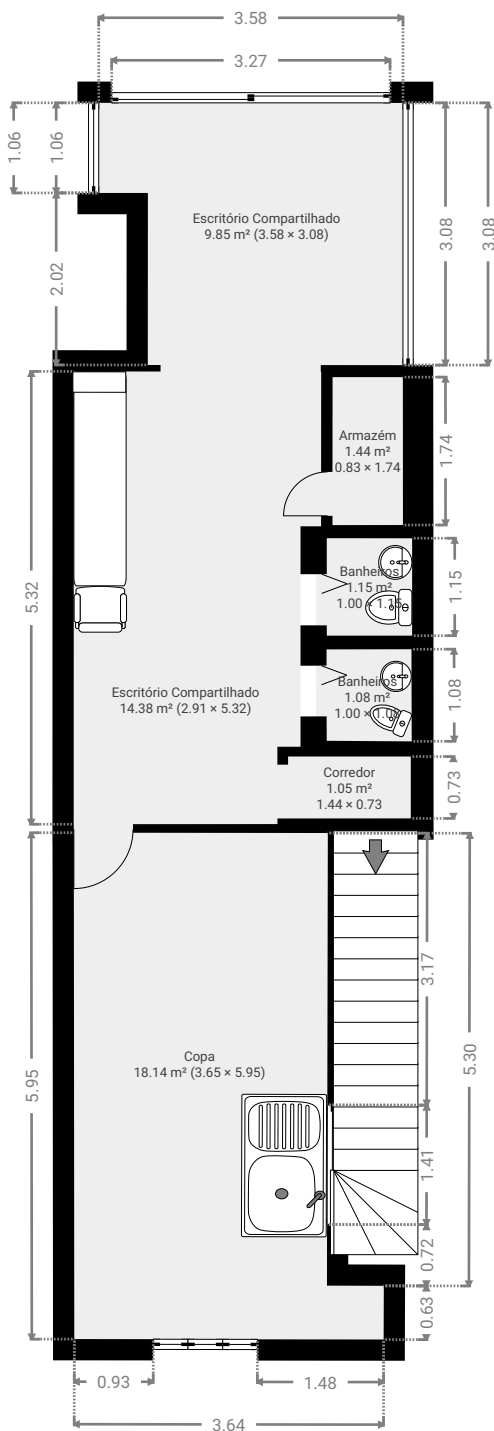 3.58
3.27
1.06
1.06
Escritório Compartilhado
9.85 m² (3.58 × 3.08)
3.08
3.08
2.02
Armazém
1.44 m²
0.83 × 1.74
1.74
5.32
Banheiros
1.15 m²
1.00 × 1.15
1.15
Escritório Compartilhado
14.38 m² (2.91 × 5.32)
Banheiros
1.08 m²
1.00 × 1.08
1.08
Corredor
1.05 m²
1.44 × 0.73
0.73
3.17
5.30
5.95
Copa
18.14 m² (3.65 × 5.95)
1.41
0.72
0.63
0.93
1.48
3.64